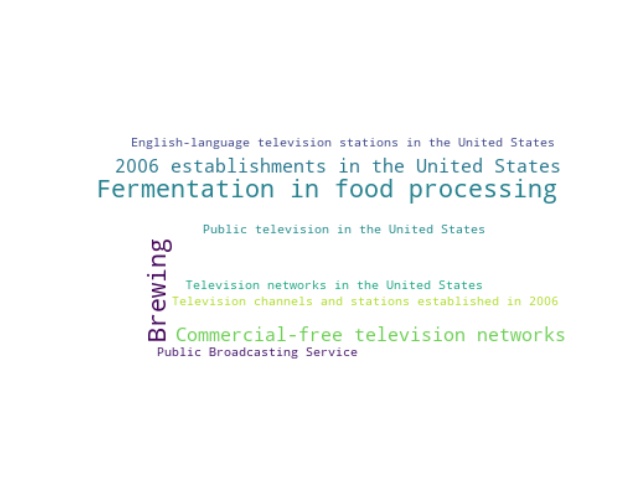 English-language television stations in the United States
2006 establishments in the United States
Fermentation in food processing
Public television in the United States
Brewing
Television networks in the United States
Television channels and stations established in 2006
Commercial-free television networks
Public Broadcasting Service